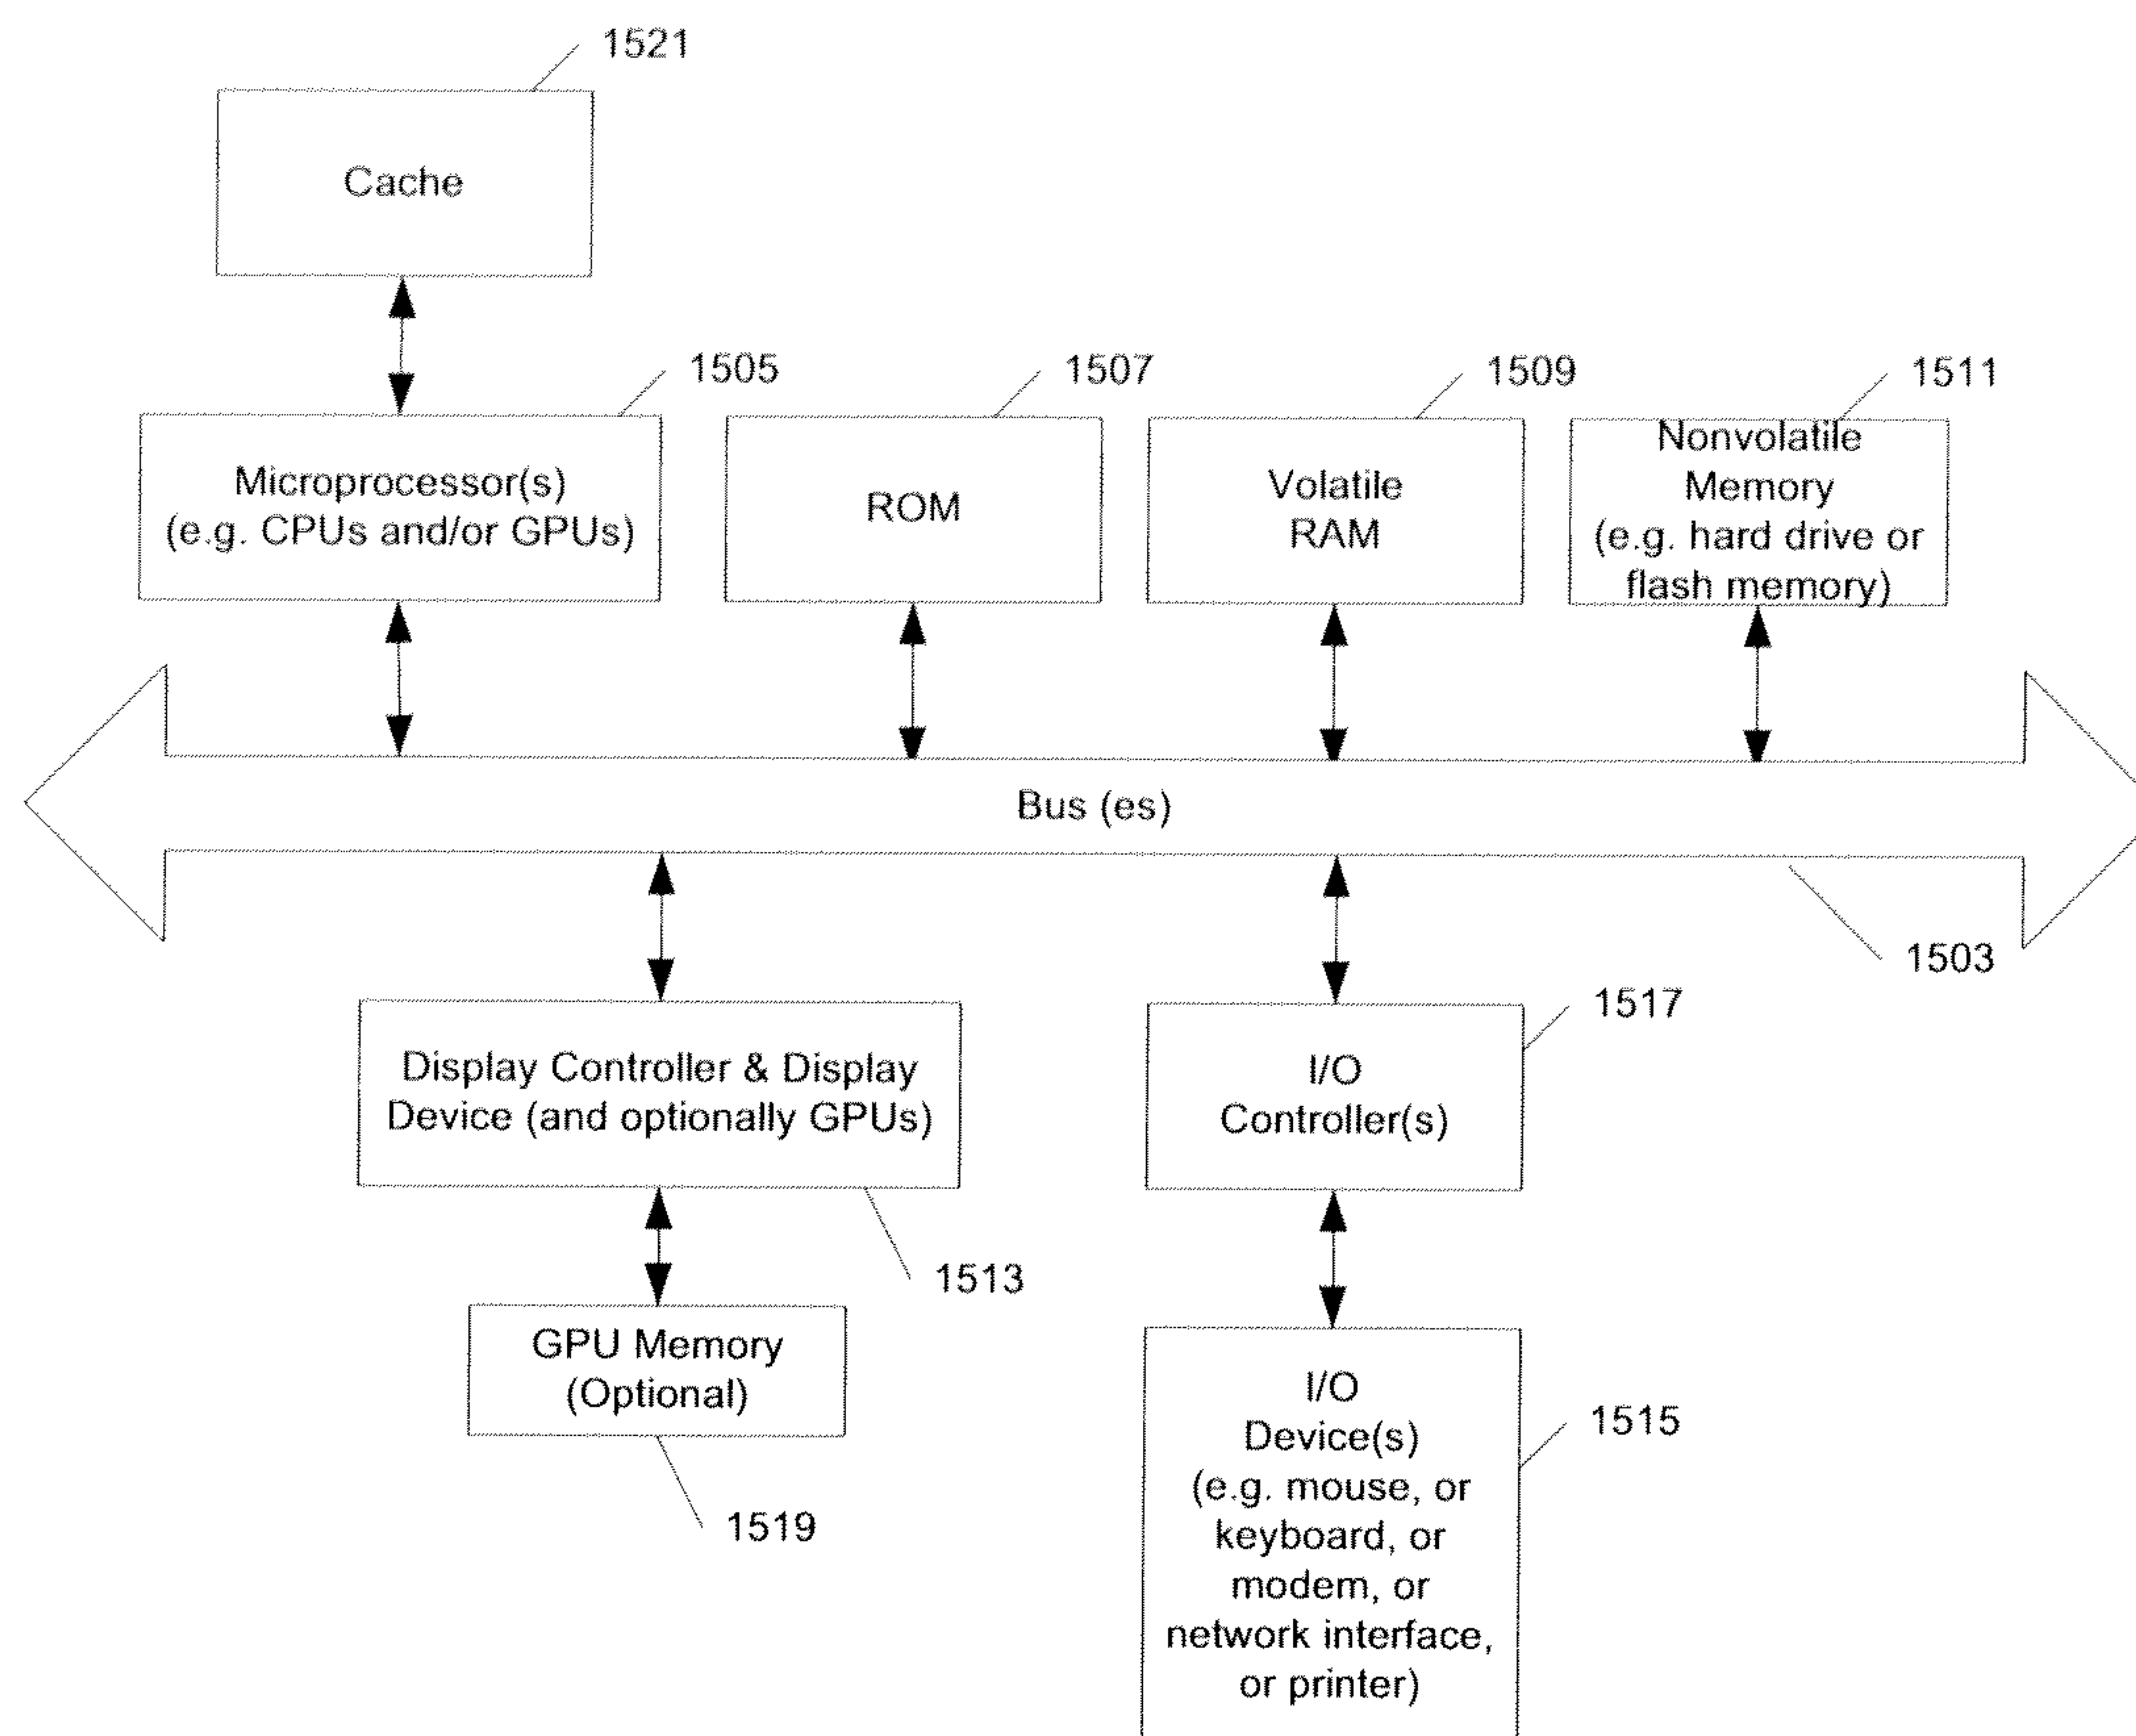 1521
Cache
1505
1507
1509
1511
Microprocessor(s)
(e.g. CPUs and/or GPUs)
ROM
Volatile
RAM
Nonvolatile
Memory
(e.g. hard drive or
flash memory)
Bus (es)
1503
Display Controller & Display
Device (and optionally GPUs)
1513
I/O
Controller(s)
1517
GPU Memory
(Optional)
1519
I/O
Device(s)
(e.g. mouse, or
keyboard, or
modem, or
network interface,
or printer)
1515